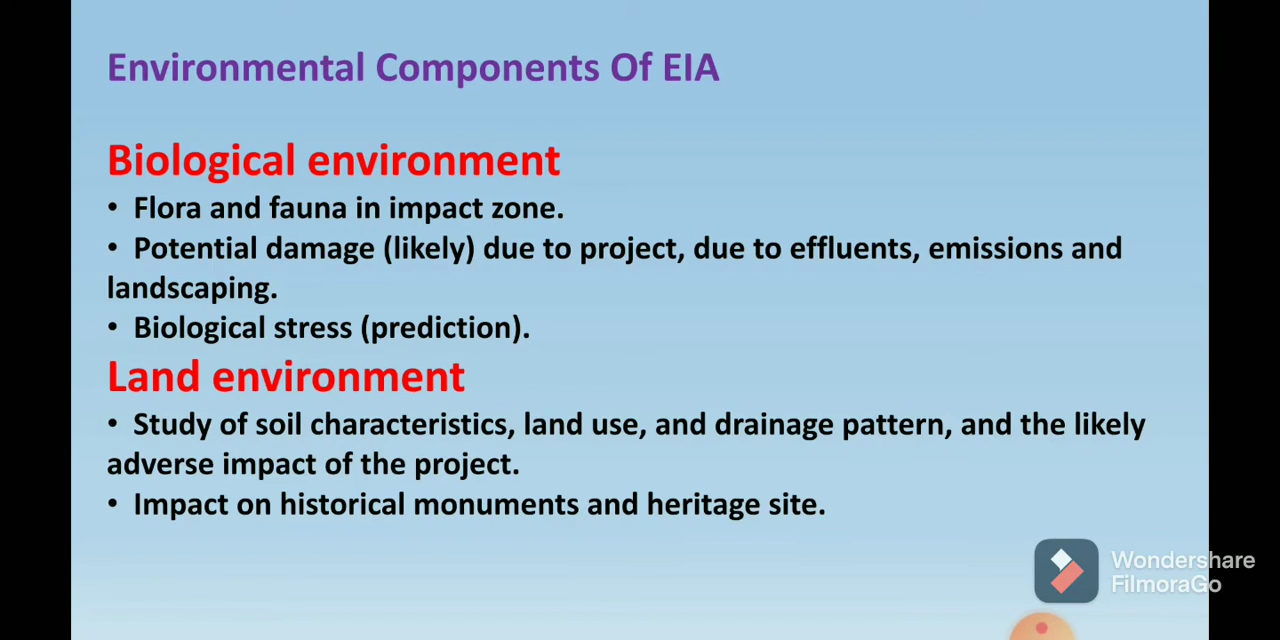 Environmental Components Of EIA
Biological environment
• Flora and fauna in impact zone.
• Potential damage (likely) due to project, due to effluents, emissions and
landscaping.
• Biological stress (prediction).
Land environment
• Study of soil characteristics, land use, and drainage pattern, and the likely
adverse impact of the project.
• Impact on historical monuments and heritage site.
Wondershare
FilmoraGo